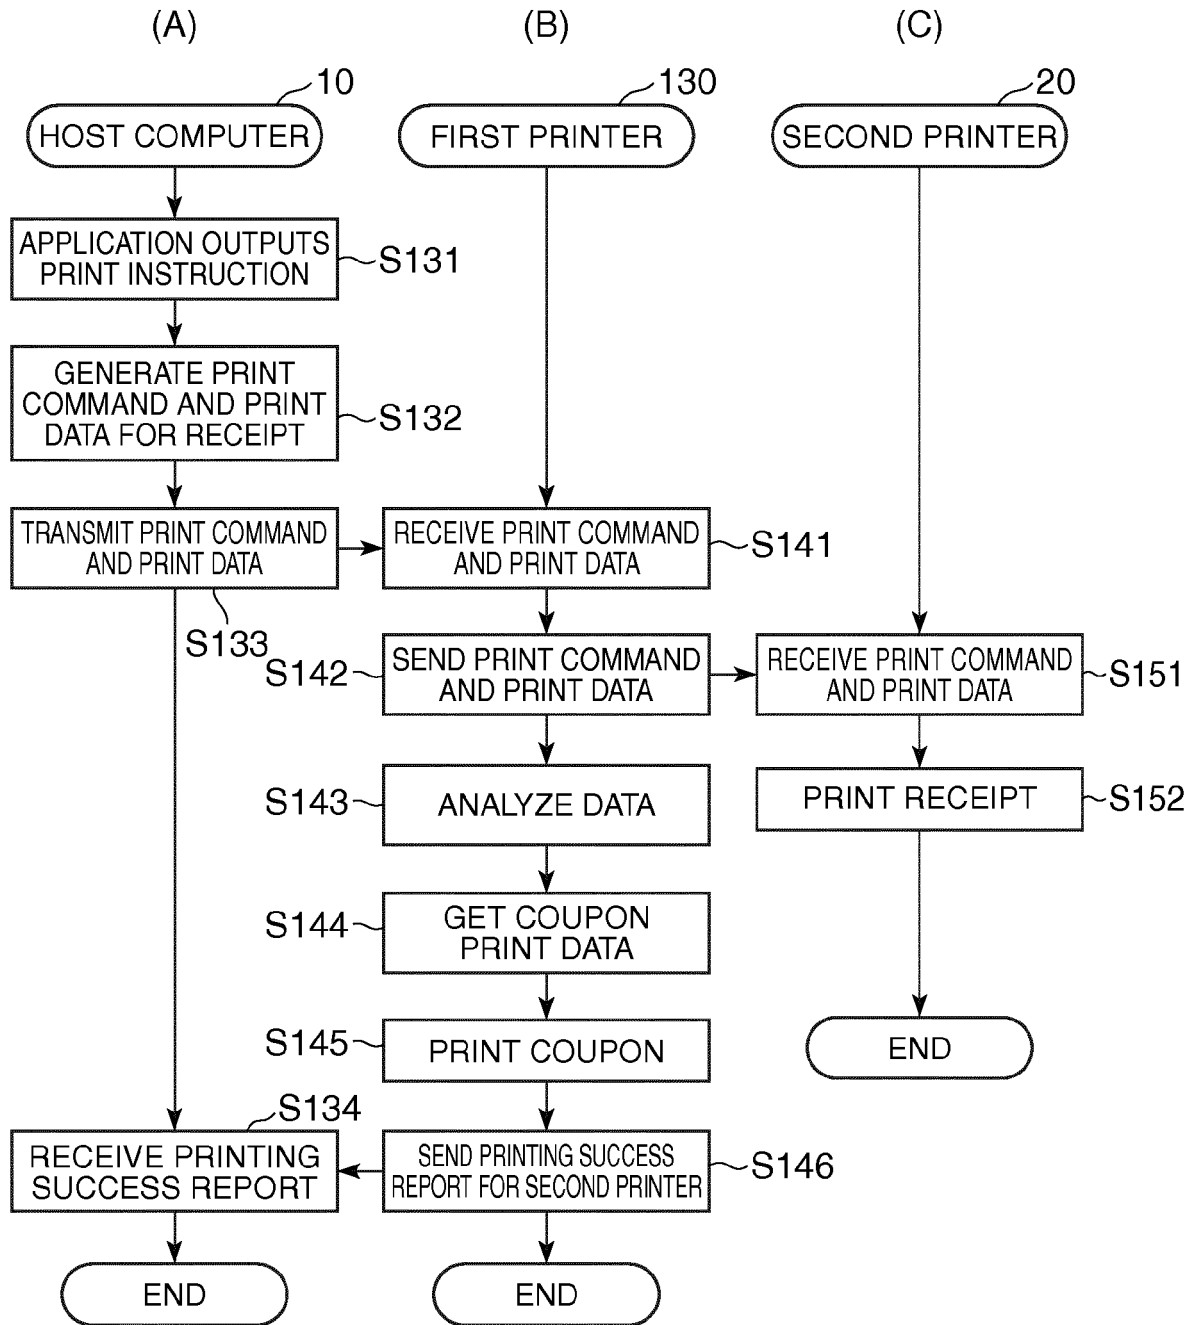 (A)
(B)
(C)
10
130
20
HOST COMPUTER
FIRST PRINTER
SECOND PRINTER
APPLICATION OUTPUTS
PRINT INSTRUCTION
S131
GENERATE PRINT
COMMAND AND PRINT
DATA FOR RECEIPT
S132
TRANSMIT PRINT COMMAND
AND PRINT DATA
S133
RECEIVE PRINT COMMAND
AND PRINT DATA
S141
S142
SEND PRINT COMMAND
AND PRINT DATA
RECEIVE PRINT COMMAND
AND PRINT DATA
S151
S143
ANALYZE DATA
PRINT RECEIPT
S152
S144
GET COUPON
PRINT DATA
S145
PRINT COUPON
END
S134
RECEIVE PRINTING
SUCCESS REPORT
SEND PRINTING SUCCESS
REPORT FOR SECOND PRINTER
S146
END
END